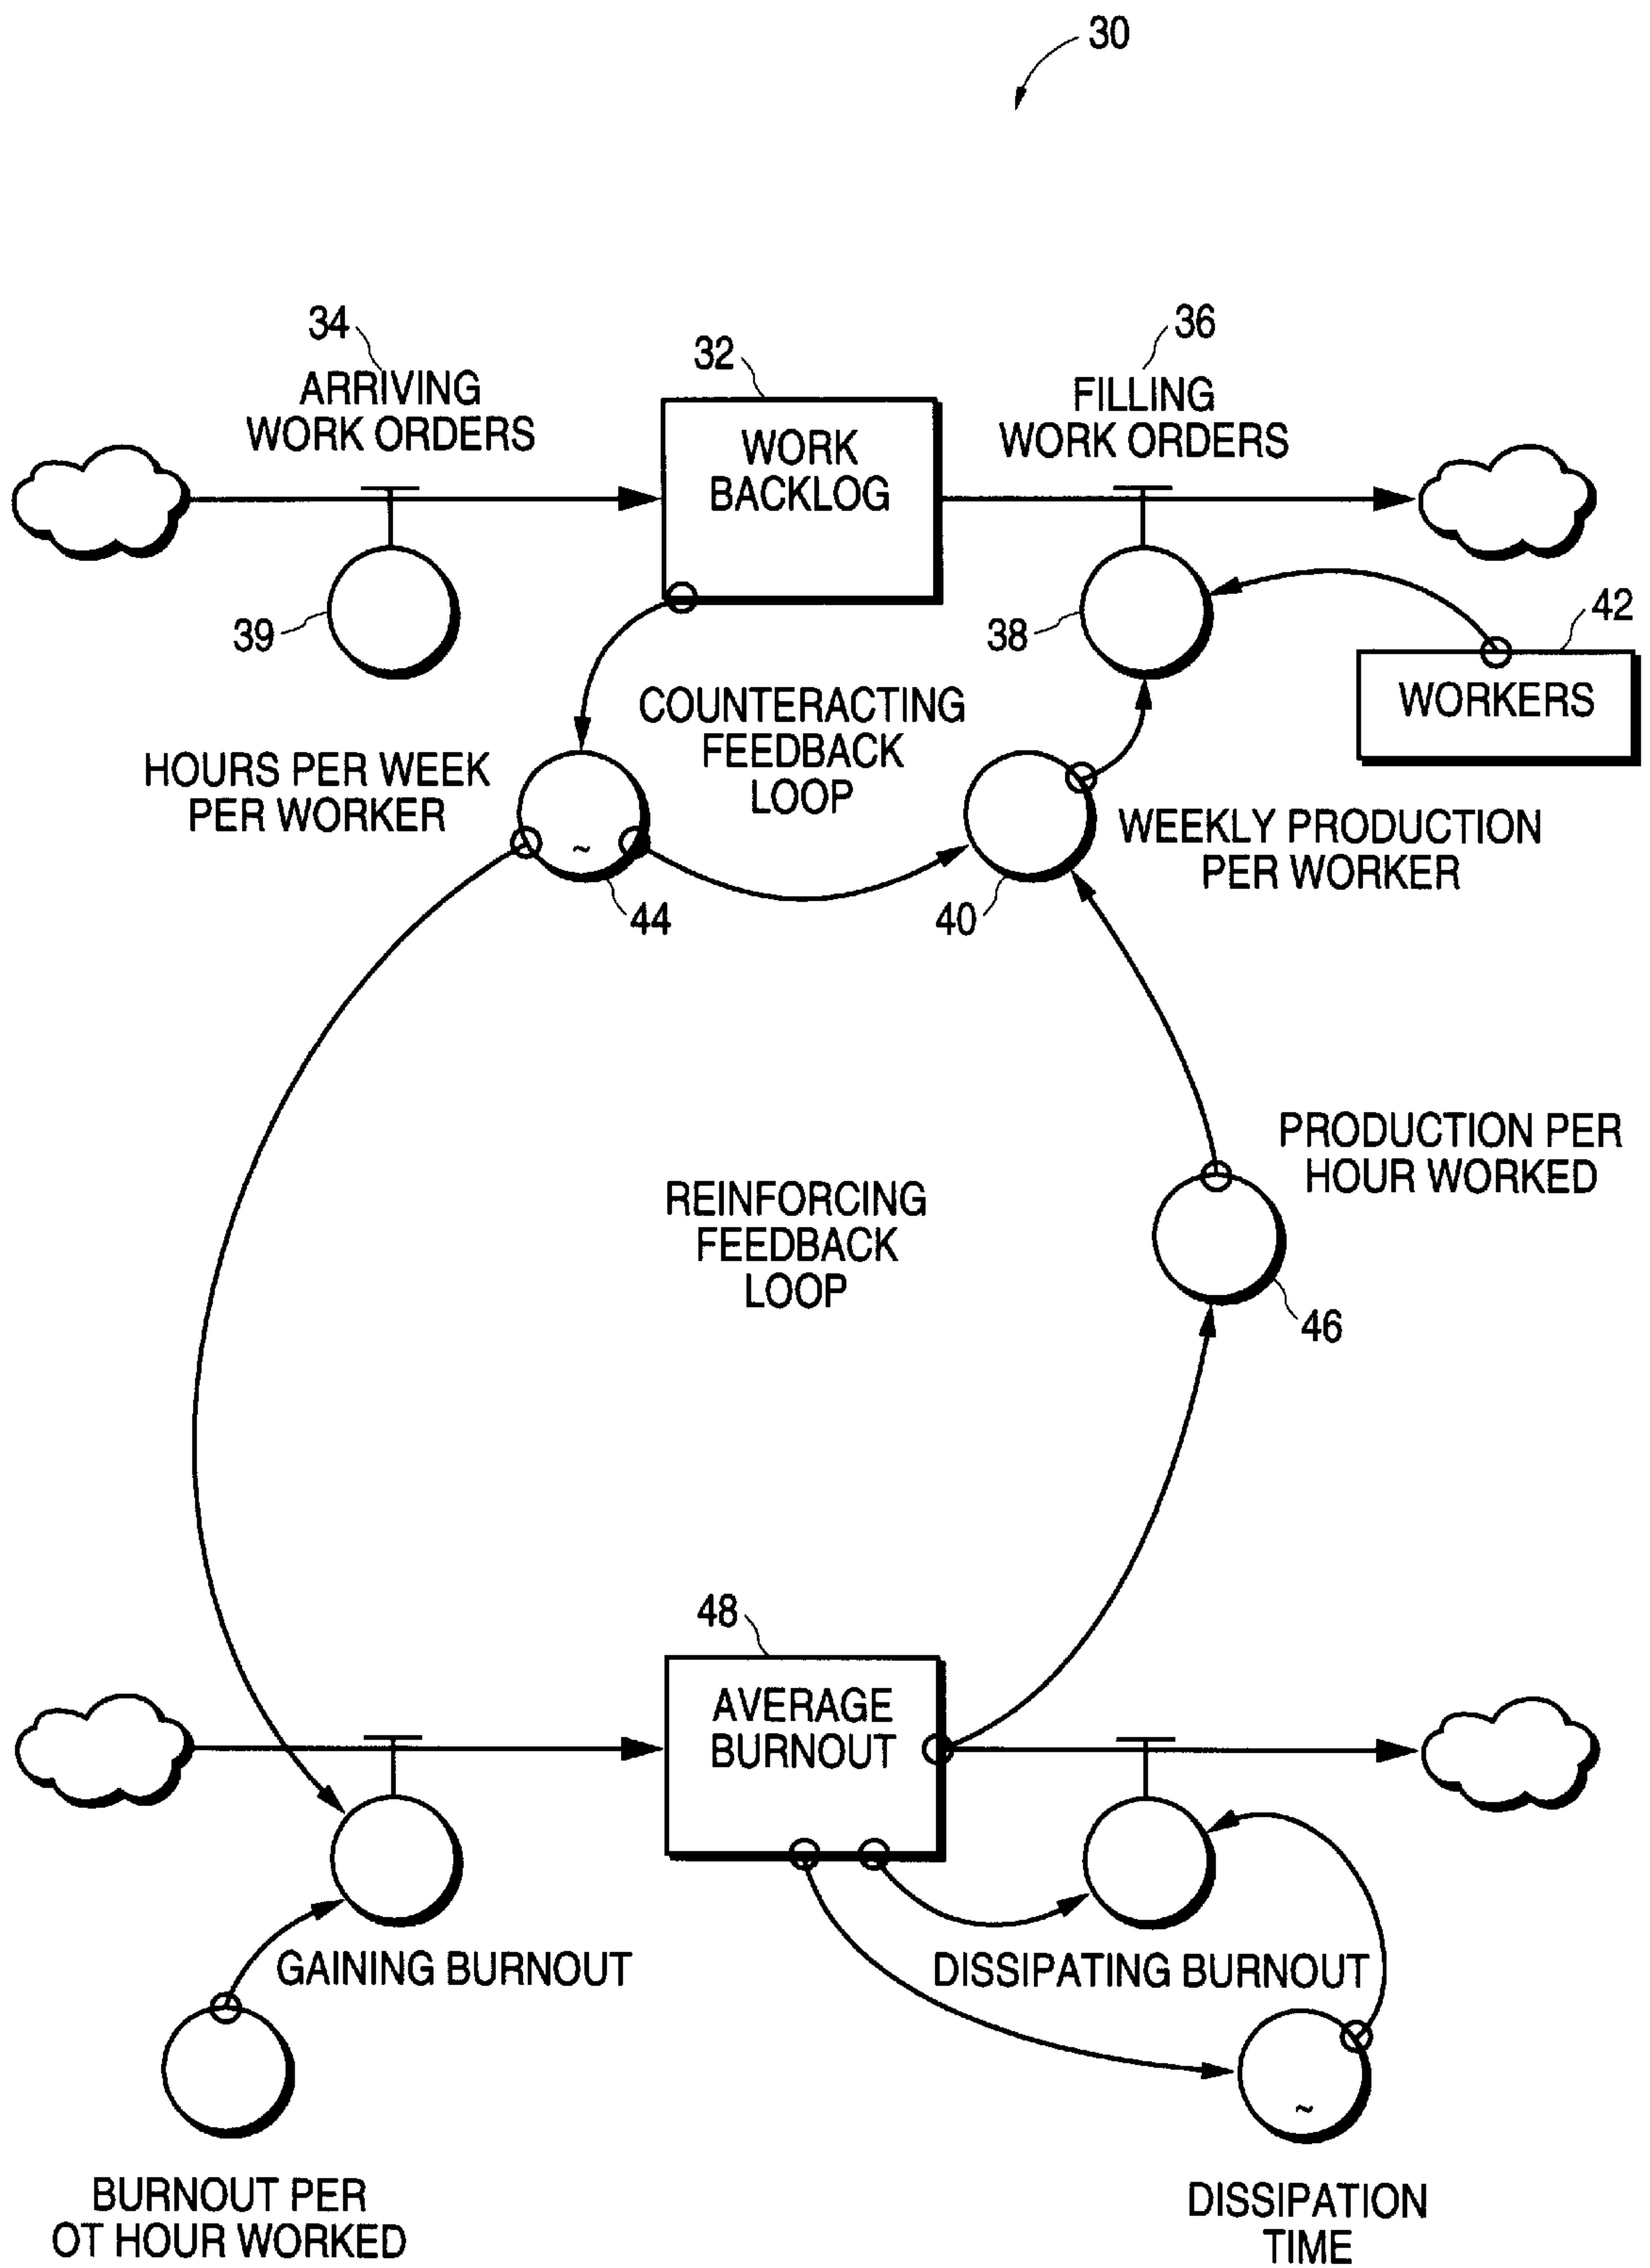 30
34
ARRIVING
WORK ORDERS
32
WORK
BACKLOG
36
FILLING
WORK ORDERS
39
38
42
WORKERS
COUNTERACTING
FEEDBACK
LOOP
HOURS PER WEEK
PER WORKER
~
44
40
WEEKLY PRODUCTION
PER WORKER
PRODUCTION PER
HOUR WORKED
REINFORCING
FEEDBACK
LOOP
46
48
AVERAGE
BURNOUT
GAINING BURNOUT
DISSIPATING BURNOUT
~
BURNOUT PER
OT HOUR WORKED
DISSIPATION
TIME